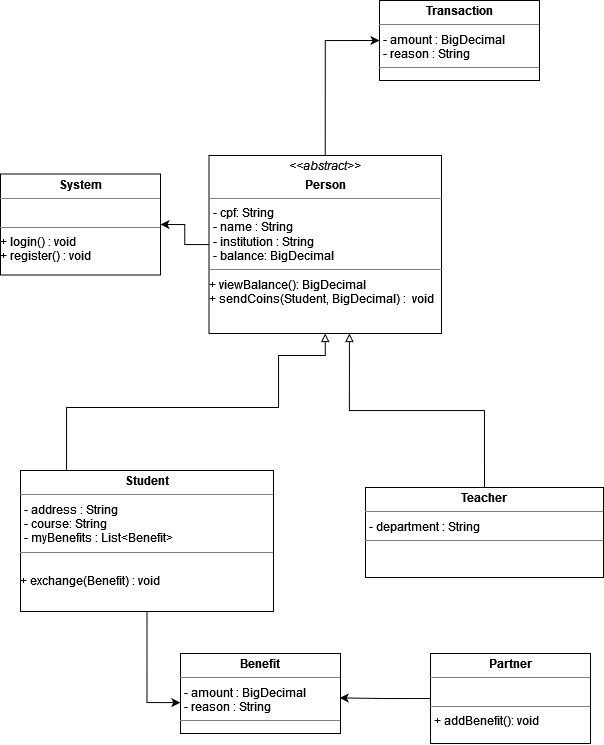 Transaction
- amount : BigDecimal
- reason : String
<<abstract>>
Person
- cpf: String
- name : String
- institution : String
- balance: BigDecimal
+ viewBalance(): BigDecimal
+ sendCoins(Student, BigDecimal) :  void
System
+ login() : void
+ register() : void
Student
- address : String
- course: String
- myBenefits : List<Benefit>
+ exchange(Benefit) : void
Teacher
- department : String
Benefit
- amount : BigDecimal
- reason : String
Partner
+ addBenefit(): void